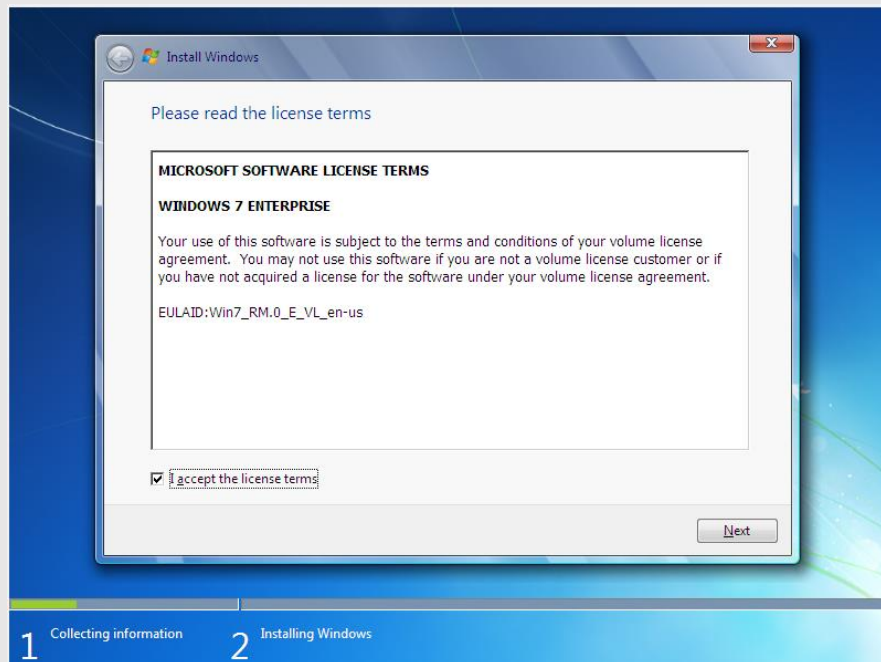 Install Windows
Please read the license terms
MICROSOFT SOFTWARE LICENSE TERMS
WINDOWS 7 ENTERPRISE
Your use of this software is subject to the terms and conditions of your volume license
agreement.  You may not use this software if you are not a volume license customer or if
you have not acquired a license for the software under your volume license agreement.
EULAID:Win7_RM.0_E_VL_en-us
I accept the license terms
Next
1 Collecting information 2 Installing Windows